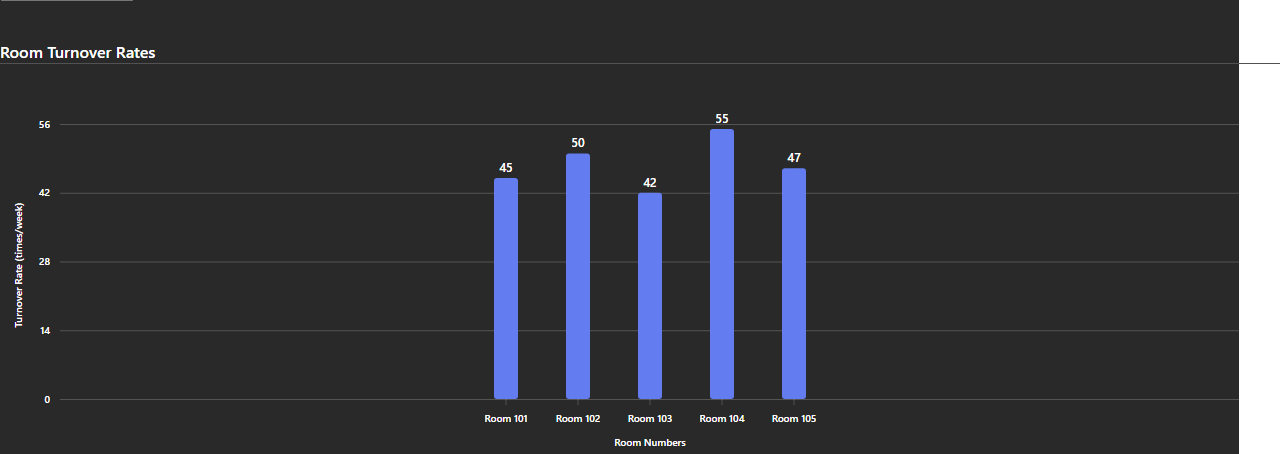 Room Turnover Rates
56
42
28
14
0
Turnover Rate (times/week)
45
50
42
55
47
Room 101
Room 102
Room 103
Room 104
Room 105
Room Numbers